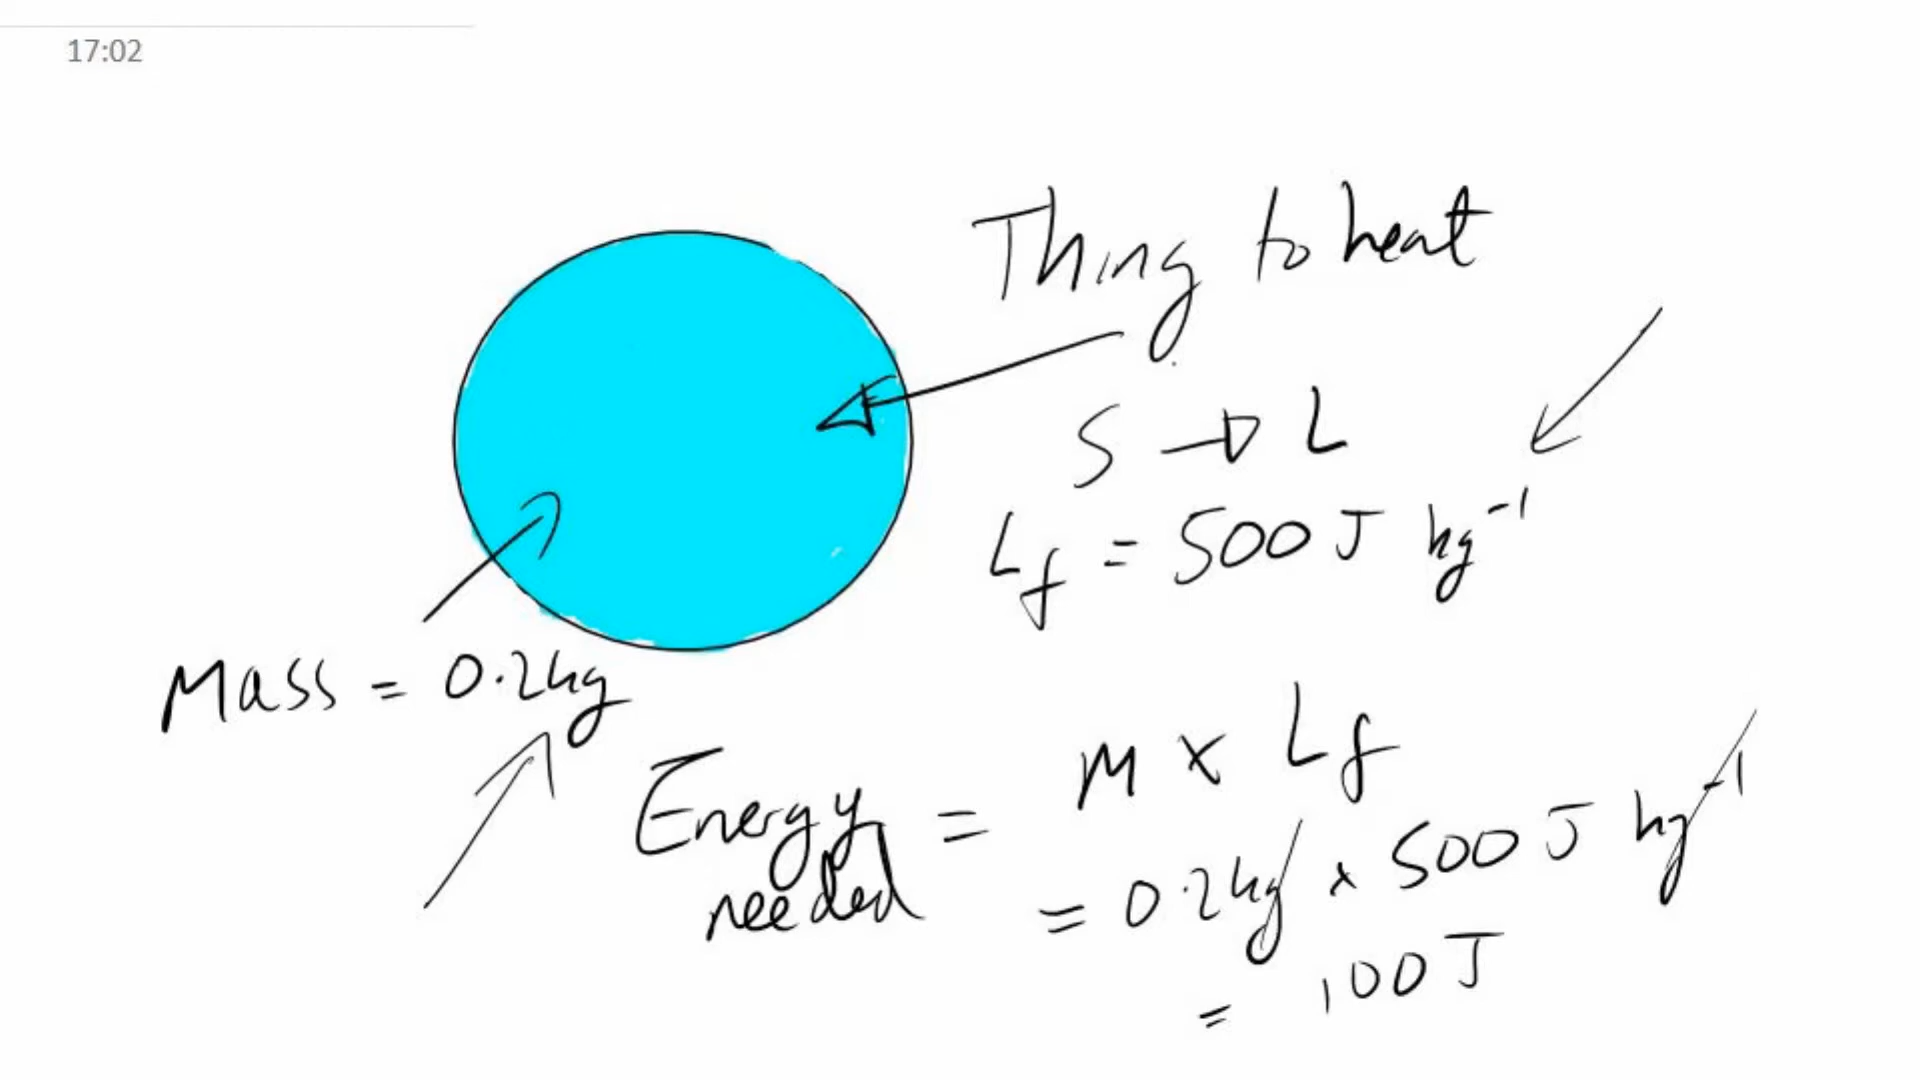 17:02
Thing to heat
S → L
Lf = 500 J kg⁻¹
Mass = 0.2kg
Energy needed = M x Lf
= 0.2kg x 500 J kg⁻¹
= 100 J